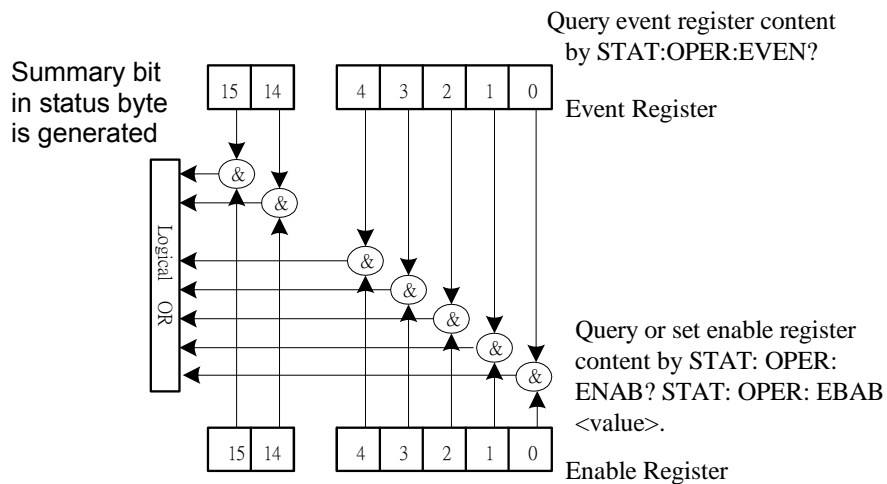 Query event register content
by STAT:OPER:EVEN?
Summary bit
in status byte
is generated
15 14 4 3 2 1 0
Event Register
&
&
Logical OR
&
&
&
&
&
Query or set enable register
content by STAT: OPER:
ENAB? STAT: OPER: EBAB
<value>.
15 14 4 3 2 1 0
Enable Register